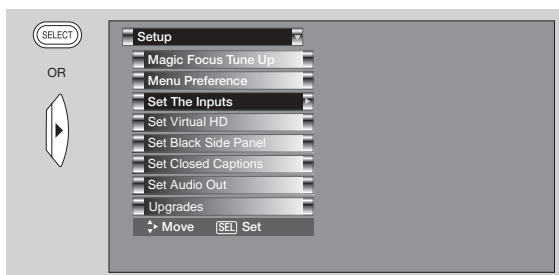 SELECT
OR
Setup
Magic Focus Tune Up
Menu Preference
Set The Inputs
Set Virtual HD
Set Black Side Panel
Set Closed Captions
Set Audio Out
Upgrades
Move SEL Set